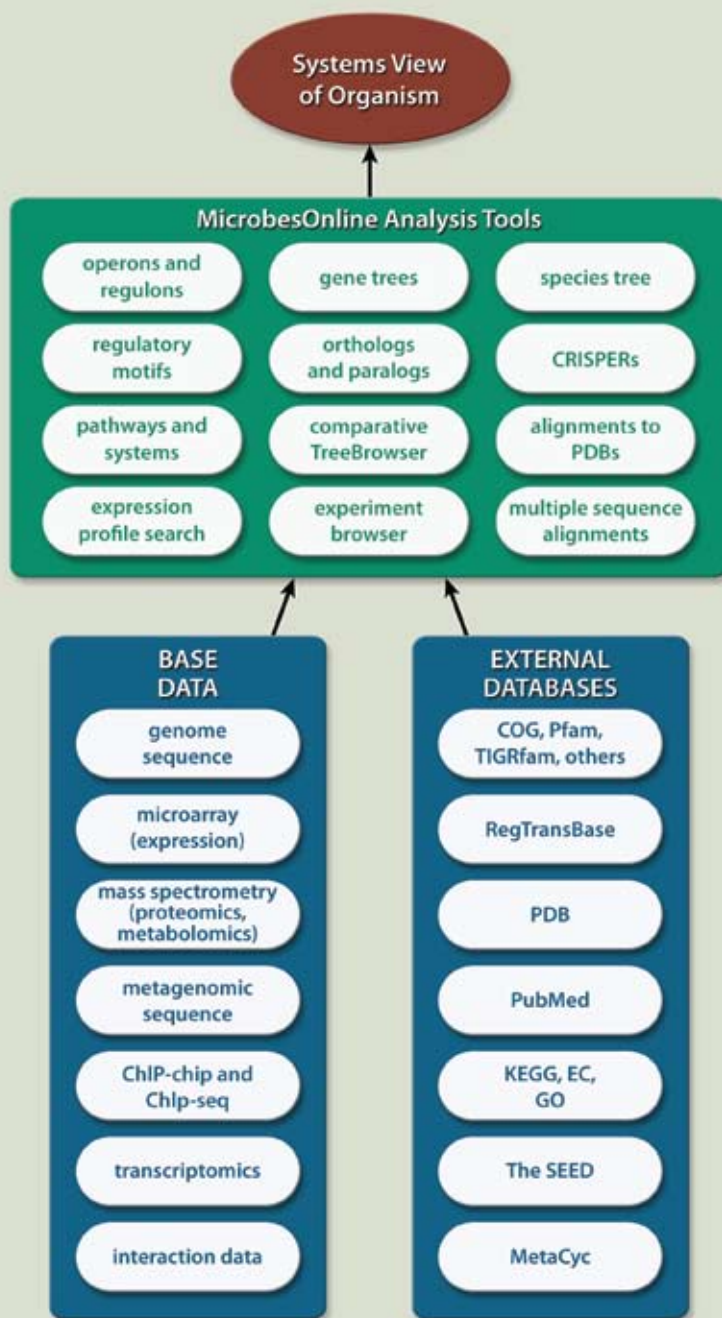 Systems View
of Organism
MicrobesOnline Analysis Tools
operons and
regulons
gene trees
species tree
regulatory
motifs
orthologs
and paralogs
CRISPERs
pathways and
systems
comparative
TreeBrowser
alignments to
PDBs
expression
profile search
experiment
browser
multiple sequence
alignments
BASE
DATA
genome
sequence
microarray
(expression)
mass spectrometry
(proteomics,
metabolomics)
metagenomic
sequence
ChIP-chip and
ChIp-seq
transcriptomics
interaction data
EXTERNAL
DATABASES
COG, Pfam,
TIGRfam, others
RegTransBase
PDB
PubMed
KEGG, EC,
GO
The SEED
MetaCyc